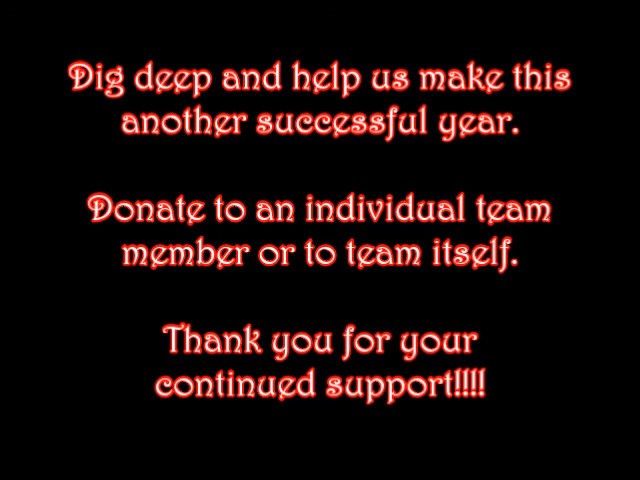 Dig deep and help us make this
another successful year.
Donate to an individual team
member or to team itself.
Thank you for your
continued support!!!!